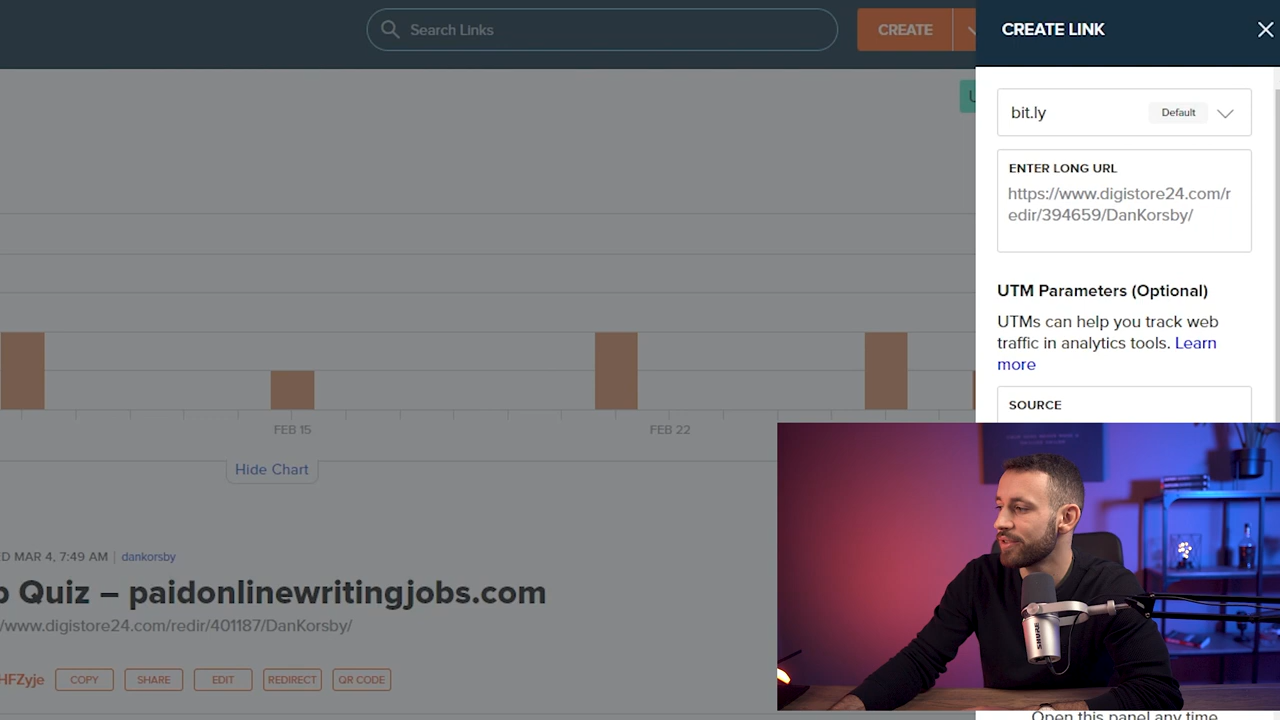 Search Links
CREATE
CREATE LINK
bit.ly
Default
ENTER LONG URL
https://www.digistore24.com/r
edir/394659/DanKorsby/
UTM Parameters (Optional)
UTMs can help you track web
traffic in analytics tools. Learn
more
SOURCE
FEB 15
FEB 22
Hide Chart
MAR 4, 7:49 AM | dankorsby
Quiz – paidonlinewritingjobs.com
/www.digistore24.com/redir/401187/DanKorsby/
HFZyje
COPY
SHARE
EDIT
REDIRECT
QR CODE
SHURE
Open this panel any time